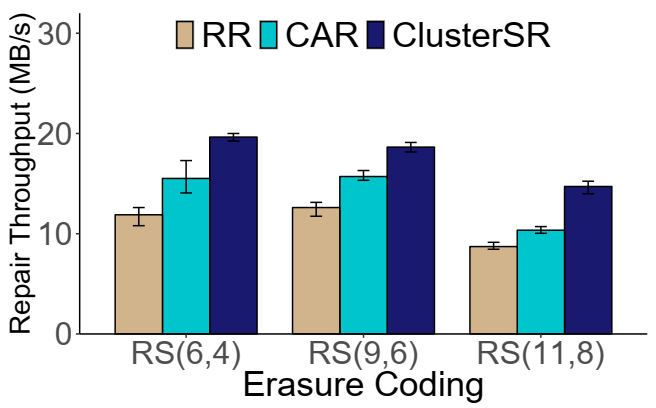 Repair Throughput (MB/s)
30
20
10
0
RR CAR ClusterSR
RS(6,4) RS(9,6) RS(11,8)
Erasure Coding